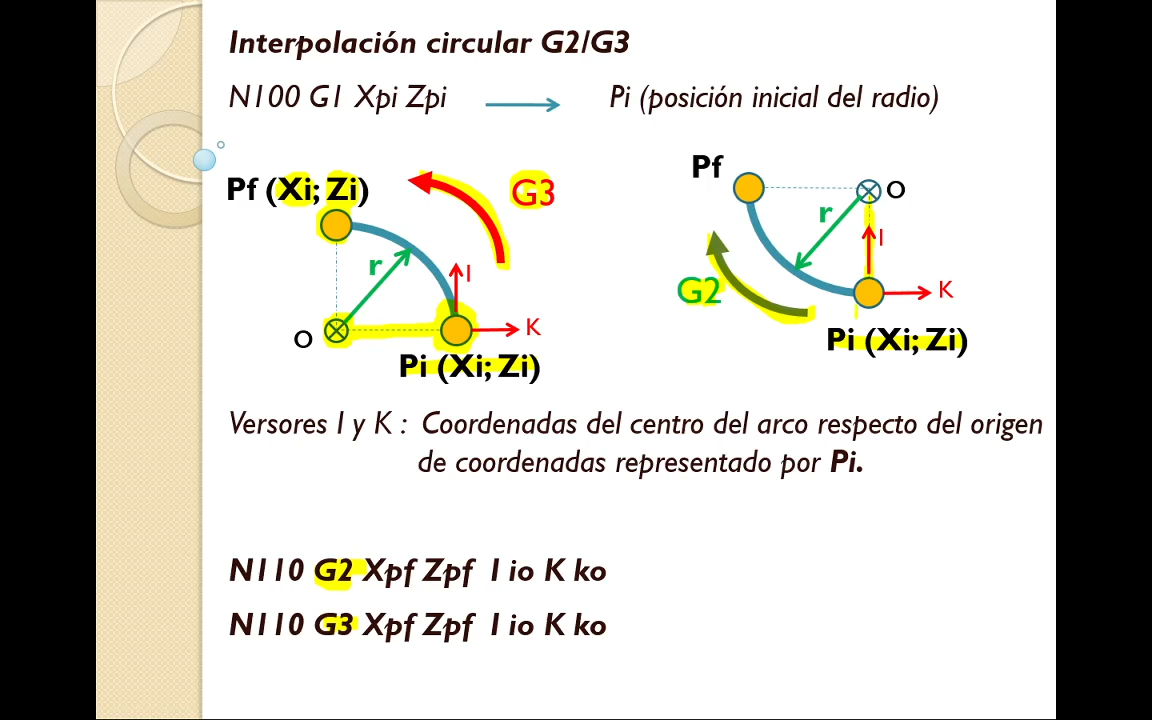 Interpolación circular G2/G3
N100 G1 Xpi Zpi
Pi (posición inicial del radio)
Pf (Xi; Zi)
G3
r
I
K
O
Pi (Xi; Zi)
Pf
O
r
I
G2
K
Pi (Xi; Zi)
Versores I y K : Coordenadas del centro del arco respecto del origen
de coordenadas representado por Pi.
N110 G2 Xpf Zpf I io K ko
N110 G3 Xpf Zpf I io K ko